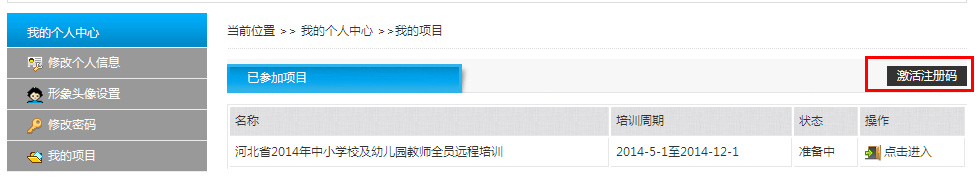 我的个人中心
修改个人信息
形象头像设置
修改密码
我的项目
当前位置 >> 我的个人中心 >>我的项目
已参加项目
激活注册码
名称 培训周期 状态 操作
河北省2014年中小学校及幼儿园教师全员远程培训 2014-5-1至2014-12-1 准备中 点击进入